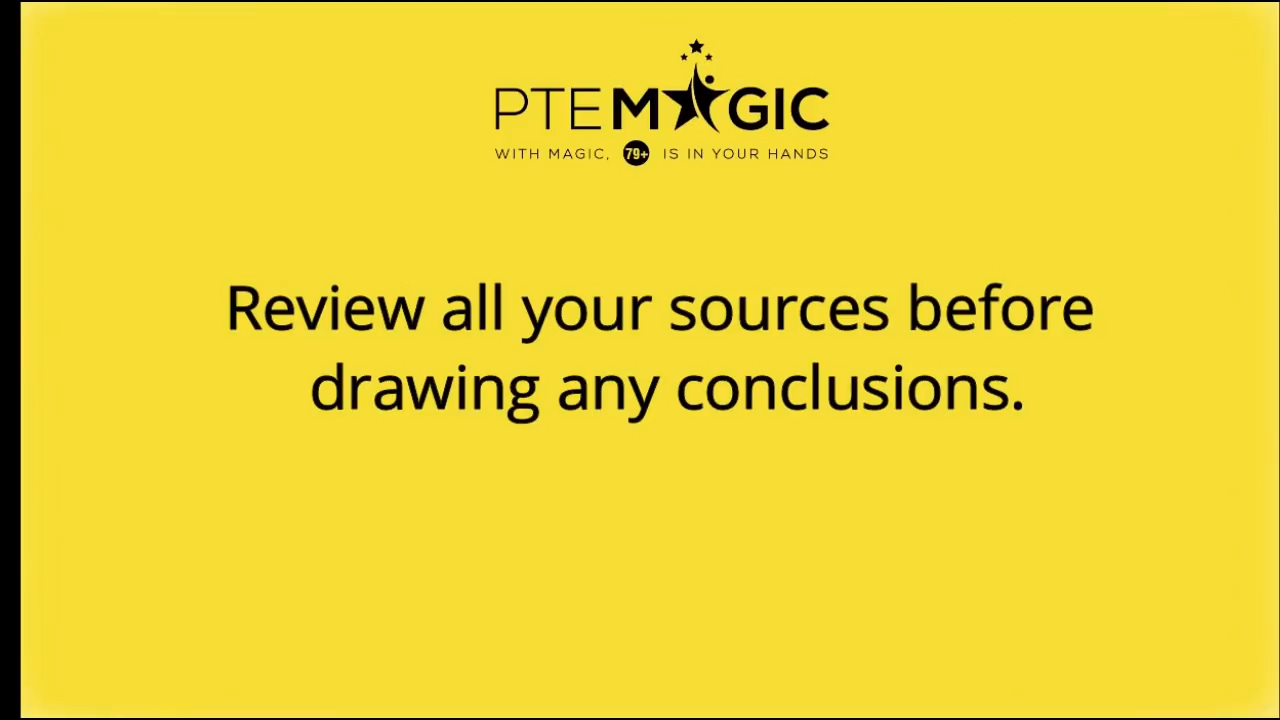 PTEMAGIC
WITH MAGIC, 79+ IS IN YOUR HANDS
Review all your sources before
drawing any conclusions.